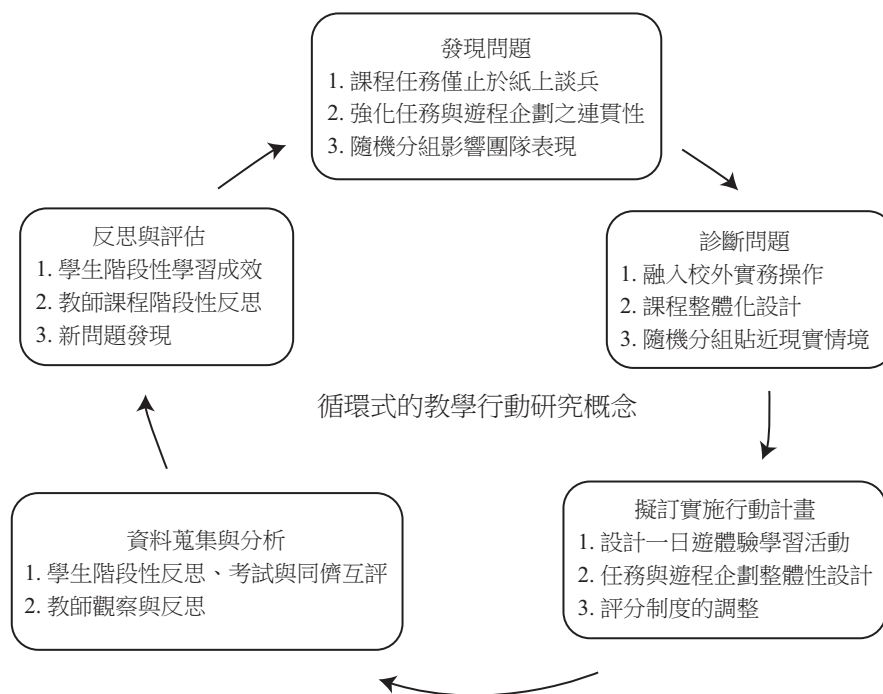 發現問題
1. 課程任務僅止於紙上談兵
2. 強化任務與遊程企劃之連貫性
3. 隨機分組影響團隊表現
診斷問題
1. 融入校外實務操作
2. 課程整體化設計
3. 隨機分組貼近現實情境
擬訂實施行動計畫
1. 設計一日遊體驗學習活動
2. 任務與遊程企劃整體性設計
3. 評分制度的調整
資料蒐集與分析
1. 學生階段性反思、考試與同儕互評
2. 教師觀察與反思
反思與評估
1. 學生階段性學習成效
2. 教師課程階段性反思
3. 新問題發現
循環式的教學行動研究概念